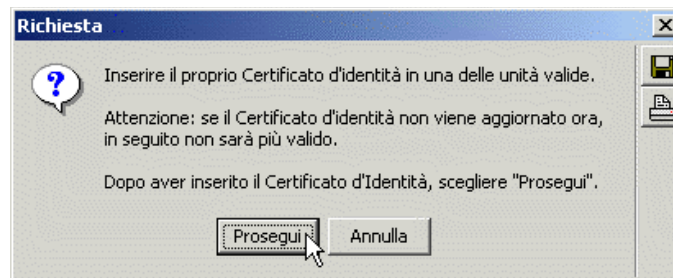 Richiesta
Inserire il proprio Certificato d'identità in una delle unità valide.
Attenzione: se il Certificato d'identità non viene aggiornato ora,
in seguito non sarà più valido.
Dopo aver inserito il Certificato d'Identità, scegliere "Prosegui".
Prosegui Annulla